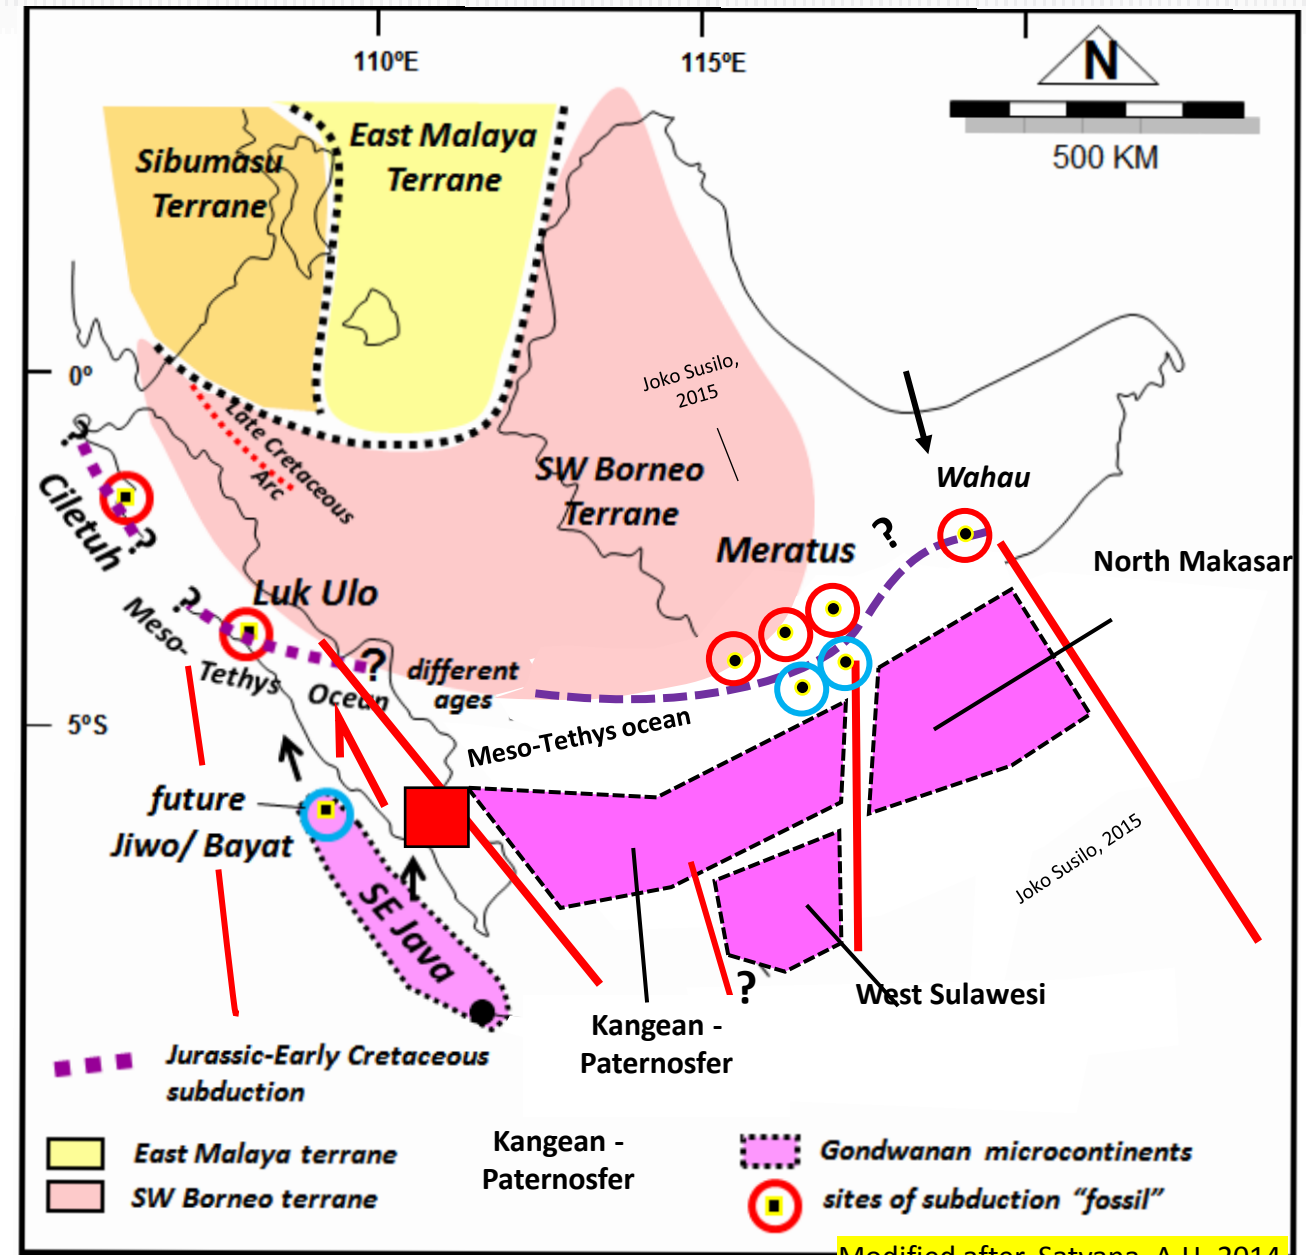 110ºE
115ºE
N
500 KM
Sibumasu
Terrane
East Malaya
Terrane
0º
Joko Susilo,
2015
Late Cretaceous
Arc
?
Ciletuh
?
SW Borneo
Terrane
Wahau
?
Meratus
North Makasar
Luk Ulo
?
Meso-
Tethys
Ocean
?
different
ages
5ºS
Meso-Tethys ocean
future
Jiwo/ Bayat
SE Java
Joko Susilo, 2015
?
West Sulawesi
Kangean -
Paternosfer
Jurassic-Early Cretaceous
subduction
East Malaya terrane
SW Borneo terrane
Kangean -
Paternosfer
Gondwanan microcontinents
sites of subduction “fossil”
Modified after Satyana, A.H., 2014